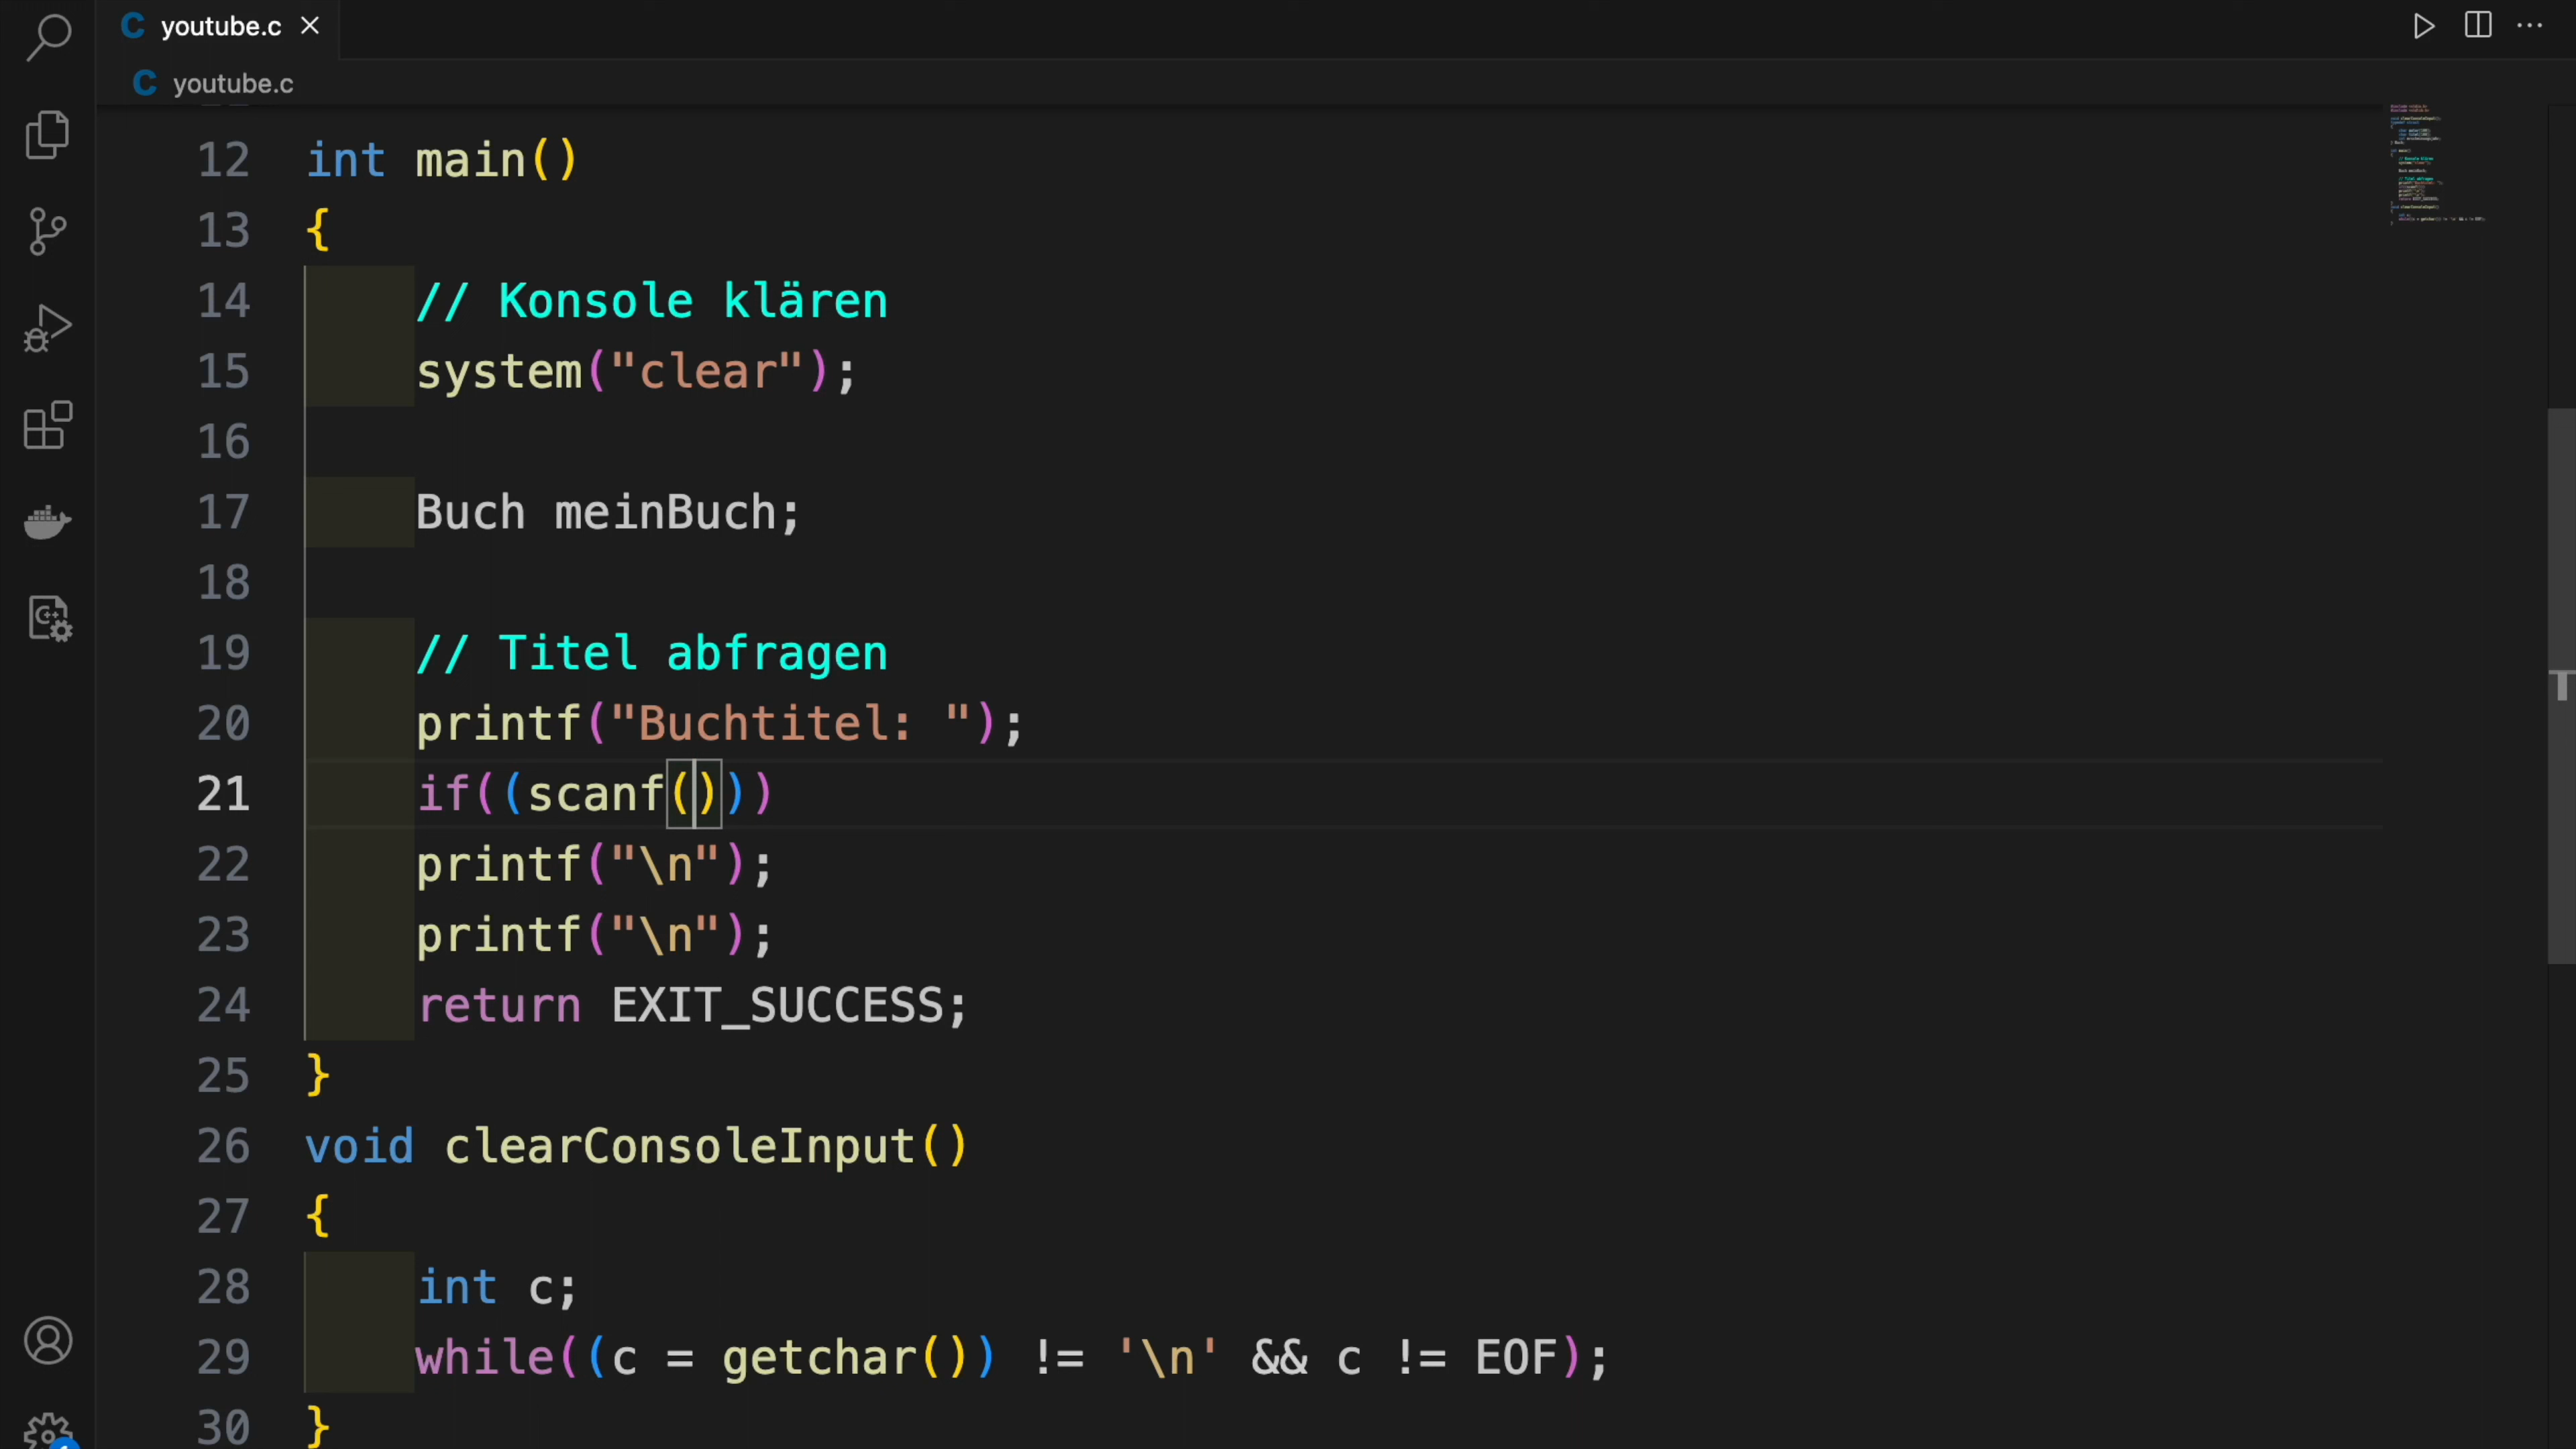 C youtube.c
C youtube.c
12 int main()
13 {
14 // Konsole klären
15 system("clear");
16
17 Buch meinBuch;
18
19 // Titel abfragen
20 printf("Buchtitel: ");
21 if((scanf()))
22 printf("\n");
23 printf("\n");
24 return EXIT_SUCCESS;
25 }
26 void clearConsoleInput()
27 {
28 int c;
29 while((c = getchar()) != '\n' && c != EOF);
30 }